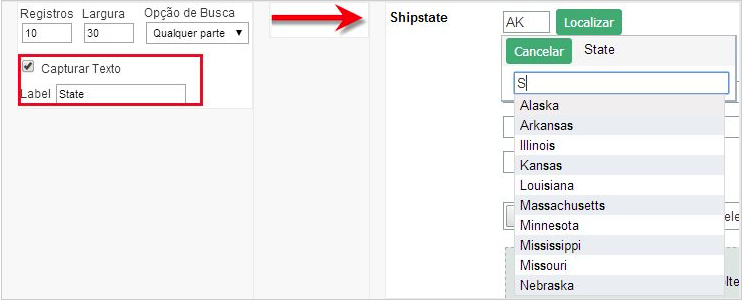 Registros Largura Opção de Busca
10 30 Qualquer parte
Capturar Texto
Label State
Shipstate AK Localizar
Cancelar State
S
Alaska
Arkansas
Illinois
Kansas
Louisiana
Massachusetts
Minnesota
Mississippi
Missouri
Nebraska